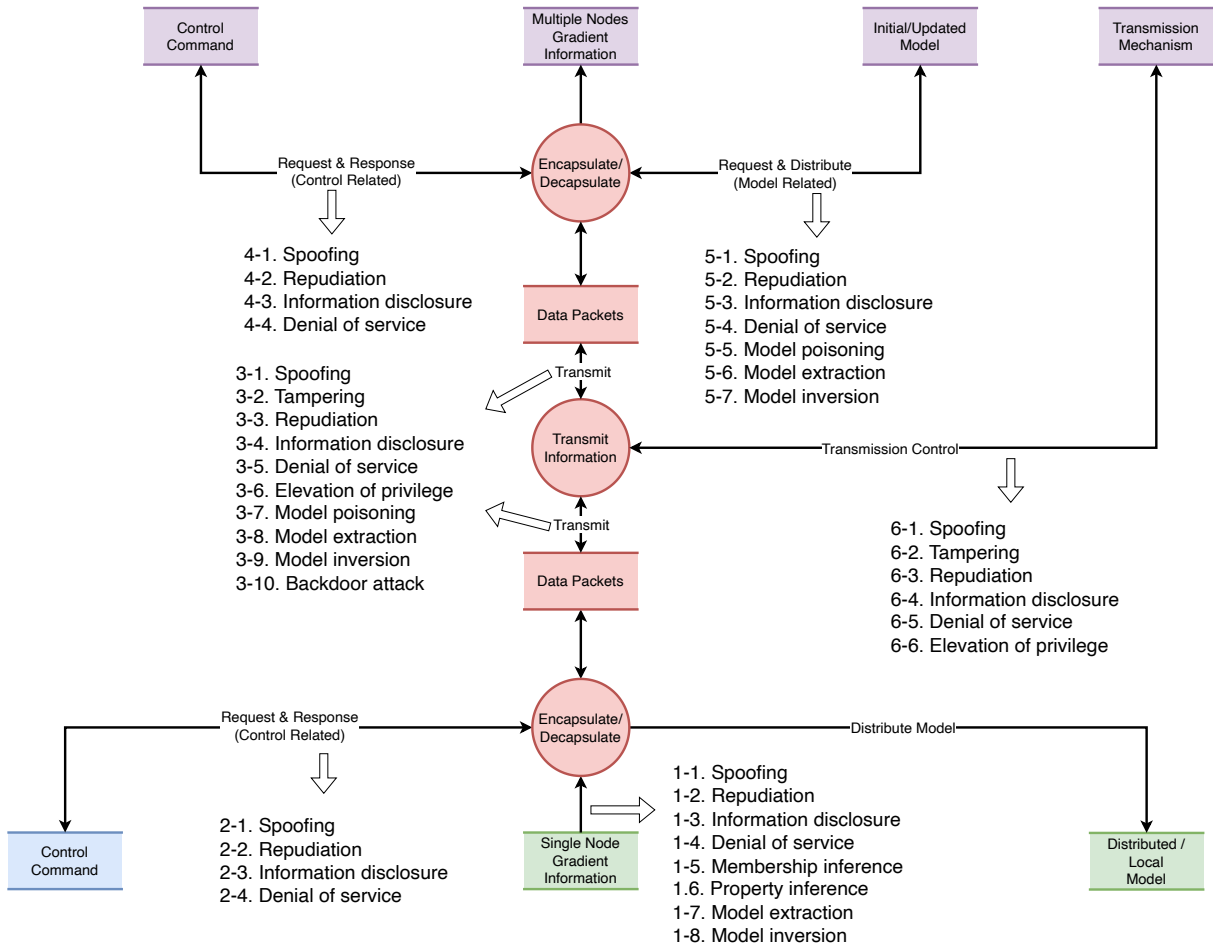 Control
Command
Multiple Nodes
Gradient
Information
Initial/Updated
Model
Transmission
Mechanism
Request & Response
(Control Related)
Encapsulate/
Decapsulate
Request & Distribute
(Model Related)
4-1. Spoofing
4-2. Repudiation
4-3. Information disclosure
4-4. Denial of service
5-1. Spoofing
5-2. Repudiation
5-3. Information disclosure
5-4. Denial of service
5-5. Model poisoning
5-6. Model extraction
5-7. Model inversion
Data Packets
Transmit
3-1. Spoofing
3-2. Tampering
3-3. Repudiation
3-4. Information disclosure
3-5. Denial of service
3-6. Elevation of privilege
3-7. Model poisoning
3-8. Model extraction
3-9. Model inversion
3-10. Backdoor attack
Transmit
Information
Transmission Control
Transmit
Data Packets
6-1. Spoofing
6-2. Tampering
6-3. Repudiation
6-4. Information disclosure
6-5. Denial of service
6-6. Elevation of privilege
Request & Response
(Control Related)
Encapsulate/
Decapsulate
Distribute Model
2-1. Spoofing
2-2. Repudiation
2-3. Information disclosure
2-4. Denial of service
1-1. Spoofing
1-2. Repudiation
1-3. Information disclosure
1-4. Denial of service
1-5. Membership inference
1.6. Property inference
1-7. Model extraction
1-8. Model inversion
Control
Command
Single Node
Gradient
Information
Distributed /
Local
Model